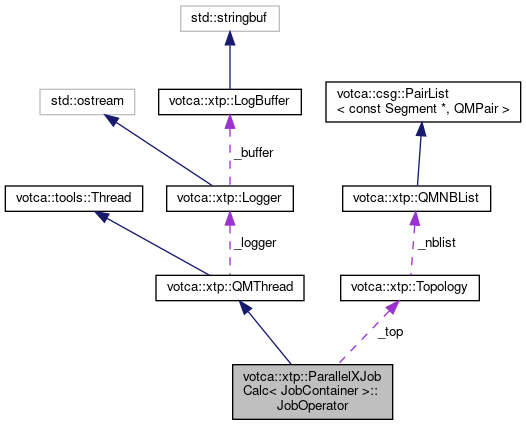 std::stringbuf
std::ostream
votca::xtp::LogBuffer
votca::csg::PairList
< const Segment *, QMPair >
_buffer
votca::tools::Thread
votca::xtp::Logger
votca::xtp::QMNBList
_logger
_nblist
votca::xtp::QMThread
votca::xtp::Topology
_top
votca::xtp::ParallelXJob
Calc< JobContainer >::
JobOperator